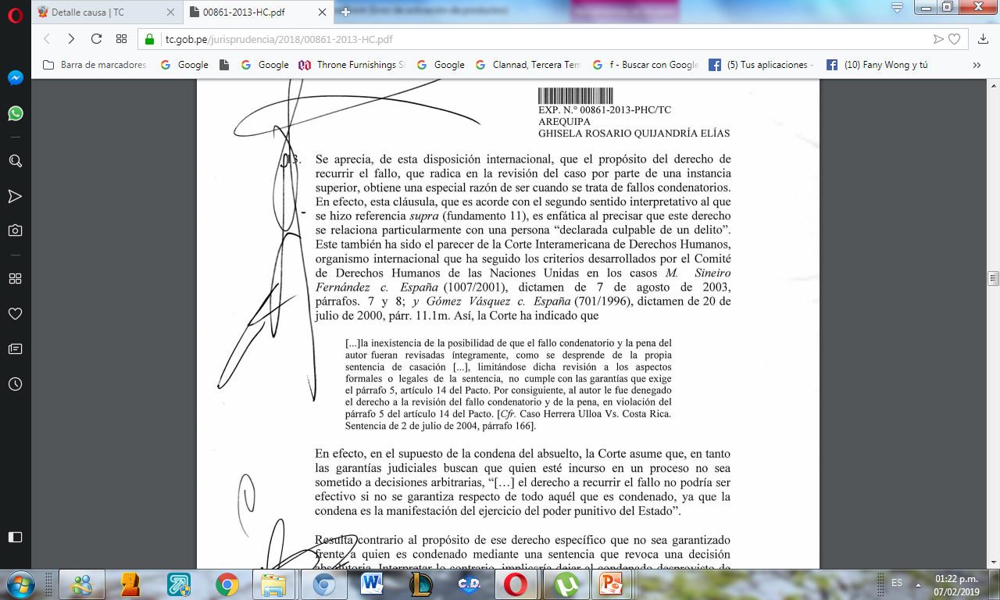 Detalle causa | TC
00861-2013-HC.pdf
tc.gob.pe/jurisprudencia/2018/00861-2013-HC.pdf
Barra de marcadores
Google
Google
Throne Furnishings S
Google
Clannad, Tercera Tem
f - Buscar con Google
(5) Tus aplicaciones -
(10) Fany Wong y tú
EXP. N.° 00861-2013-PHC/TC
AREQUIPA
GHISELA ROSARIO QUIJANDRÍA ELÍAS
13. Se aprecia, de esta disposición internacional, que el propósito del derecho de
recurrir el fallo, que radica en la revisión del caso por parte de una instancia
superior, obtiene una especial razón de ser cuando se trata de fallos condenatorios.
En efecto, esta cláusula, que es acorde con el segundo sentido interpretativo al que
se hizo referencia supra (fundamento 11), es enfática al precisar que este derecho
se relaciona particularmente con una persona “declarada culpable de un delito”.
Este también ha sido el parecer de la Corte Interamericana de Derechos Humanos,
organismo internacional que ha seguido los criterios desarrollados por el Comité
de Derechos Humanos de las Naciones Unidas en los casos M. Sineiro
Fernández c. España (1007/2001), dictamen de 7 de agosto de 2003,
párrafos. 7 y 8; y Gómez Vásquez c. España (701/1996), dictamen de 20 de
julio de 2000, párr. 11.1m. Así, la Corte ha indicado que
[...]la inexistencia de la posibilidad de que el fallo condenatorio y la pena del
autor fueran revisadas íntegramente, como se desprende de la propia
sentencia de casación [...], limitándose dicha revisión a los aspectos
formales o legales de la sentencia, no cumple con las garantías que exige
el párrafo 5, artículo 14 del Pacto. Por consiguiente, al autor le fue denegado
el derecho a la revisión del fallo condenatorio y de la pena, en violación del
párrafo 5 del artículo 14 del Pacto. [Cfr. Caso Herrera Ulloa Vs. Costa Rica.
Sentencia de 2 de julio de 2004, párrafo 166].
En efecto, en el supuesto de la condena del absuelto, la Corte asume que, en tanto
las garantías judiciales buscan que quien esté incurso en un proceso no sea
sometido a decisiones arbitrarias, “[…] el derecho a recurrir el fallo no podría ser
efectivo si no se garantiza respecto de todo aquél que es condenado, ya que la
condena es la manifestación del ejercicio del poder punitivo del Estado”.
Resulta contrario al propósito de ese derecho específico que no sea garantizado
frente a quien es condenado mediante una sentencia que revoca una decisión
absolutoria. Interpretar lo contrario, implicaría dejar al condenado desprovisto de
C.D.
ES
01:22 p.m.
07/02/2019